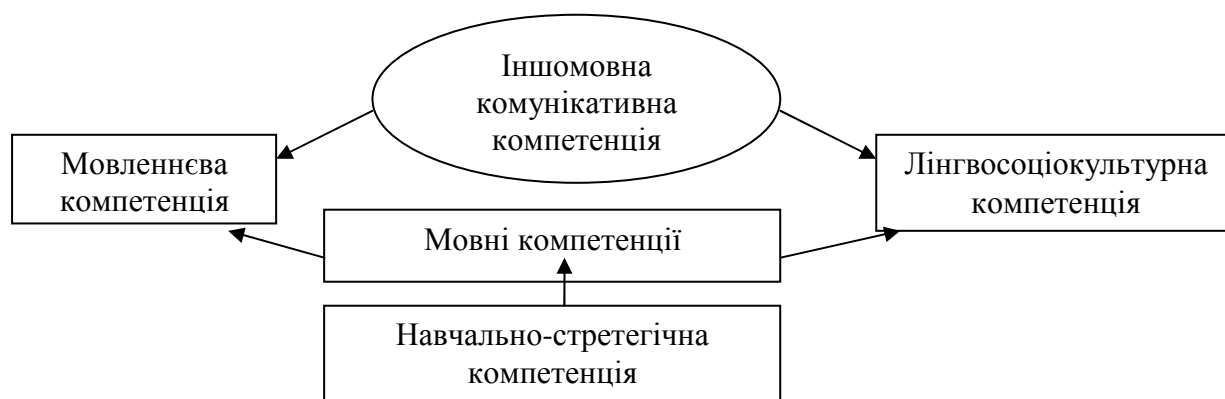 Іншомовна
комунікативна
компетенція
Мовленнєва
компетенція
Лінгвосоціокультурна
компетенція
Мовні компетенції
Навчально-стретегічна
компетенція